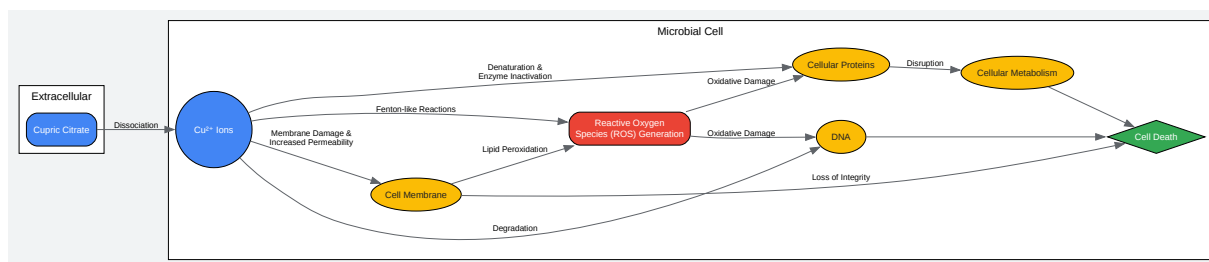 Microbial Cell
Extracellular
Cupric Citrate
Dissociation
Cu²⁺ Ions
Denaturation &
Enzyme Inactivation
Fenton-like Reactions
Membrane Damage &
Increased Permeability
Cell Membrane
Lipid Peroxidation
Degradation
Reactive Oxygen
Species (ROS) Generation
Oxidative Damage
Oxidative Damage
Cellular Proteins
DNA
Disruption
Cellular Metabolism
Loss of Integrity
Cell Death